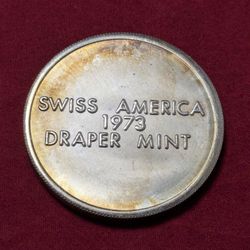 SWISS AMERICA
1973
DRAPER MINT